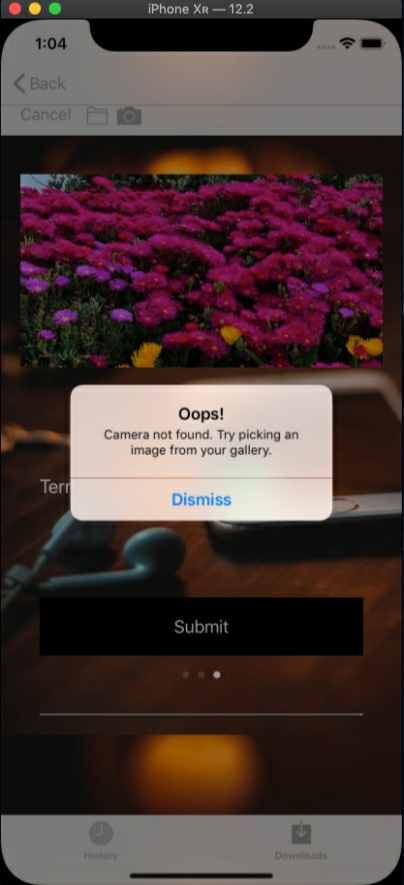 iPhone XR — 12.2
1:04
Back
Cancel
Oops!
Camera not found. Try picking an
image from your gallery.
Terr
Dismiss
Submit
History
Downloads